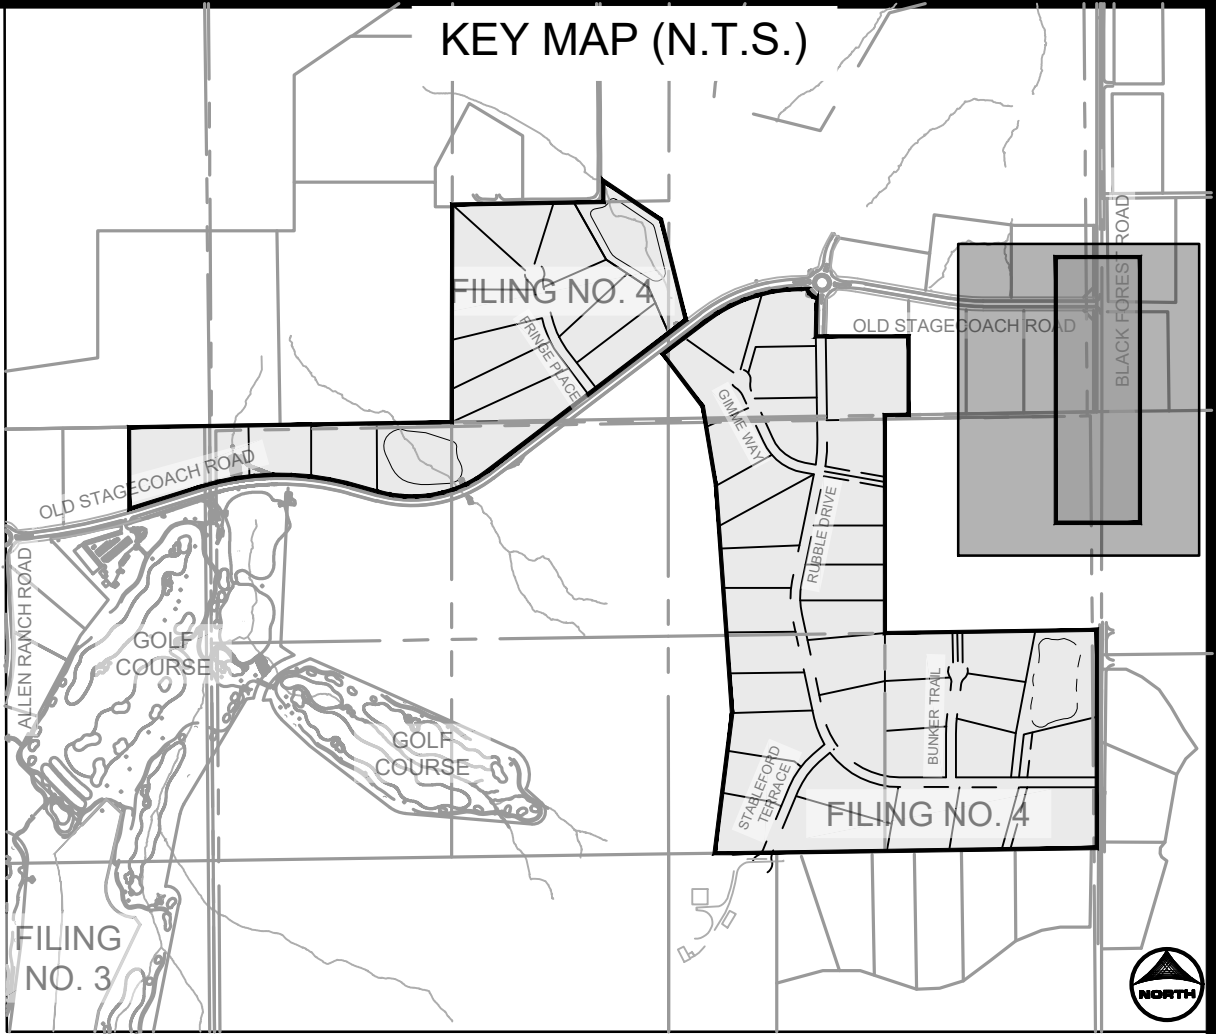 KEY MAP (N.T.S.)
BLACK FOREST ROAD
FILING NO. 4
OLD STAGECOACH ROAD
FRINGE PLACE
GIMME WAY
OLD STAGECOACH ROAD
RUBBLE DRIVE
ALLEN RANCH ROAD
GOLF
COURSE
BUNKER TRAIL
GOLF
COURSE
STABLEFORD
TERRACE
FILING NO. 4
FILING
NO. 3
NORTH